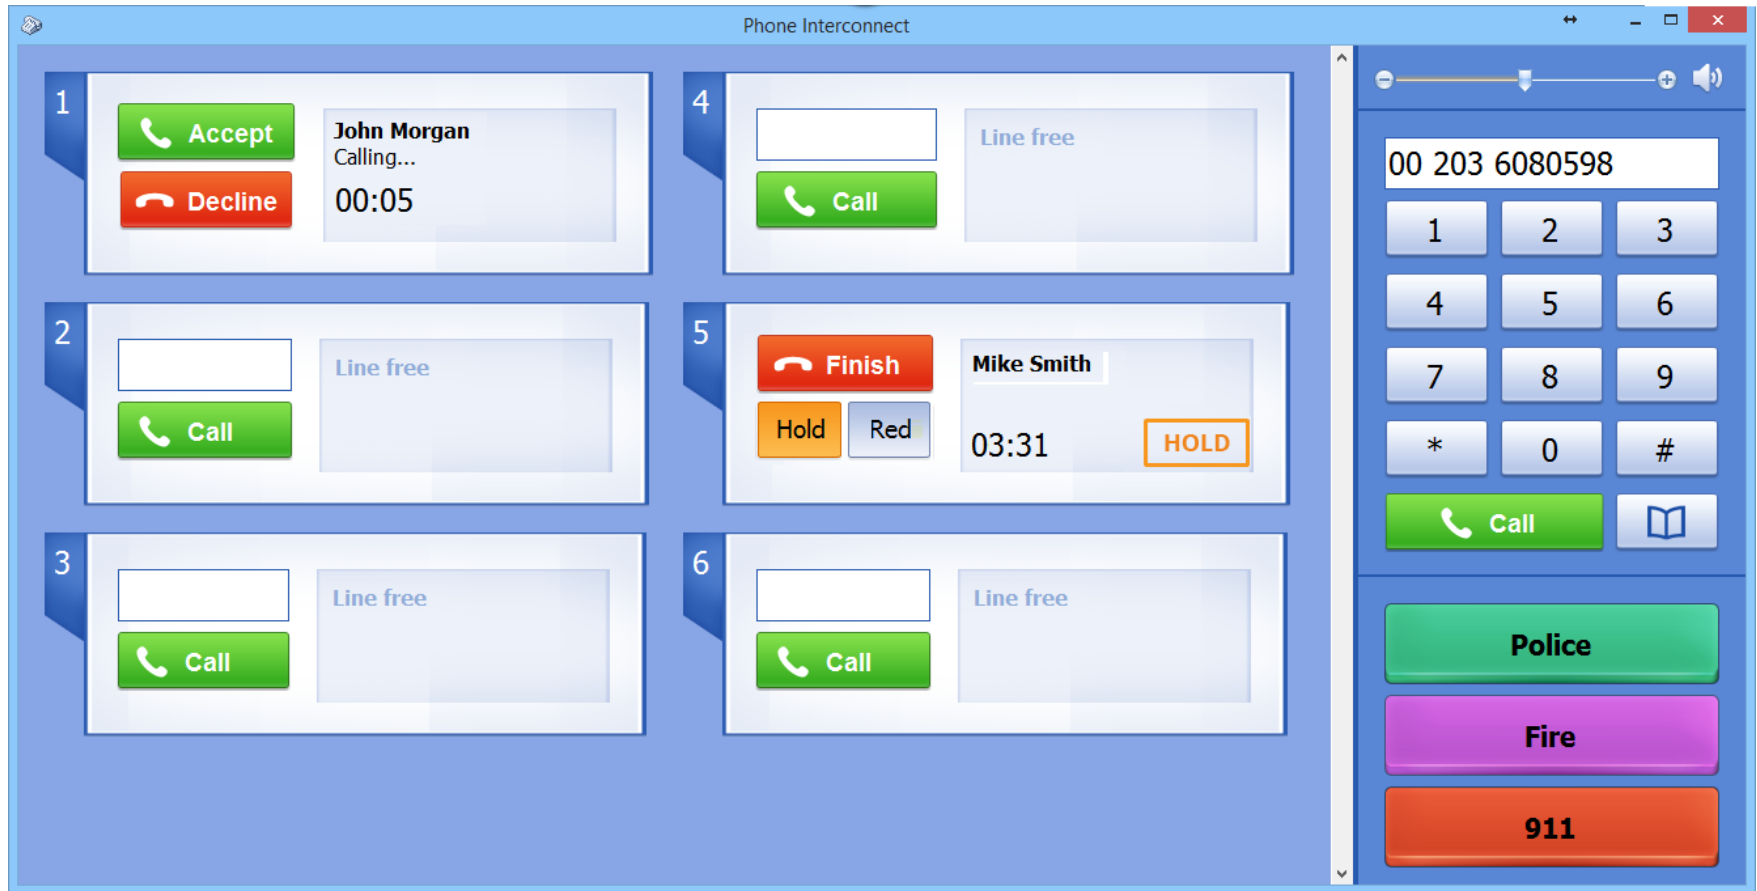 Phone Interconnect
1
Accept
Decline
John Morgan
Calling...
00:05
2
Call
Line free
3
Call
Line free
4
Call
Line free
5
Finish
Hold
Red
Mike Smith
03:31
HOLD
6
Call
Line free
00 203 6080598
1 2 3
4 5 6
7 8 9
* 0 #
Call
Police
Fire
911